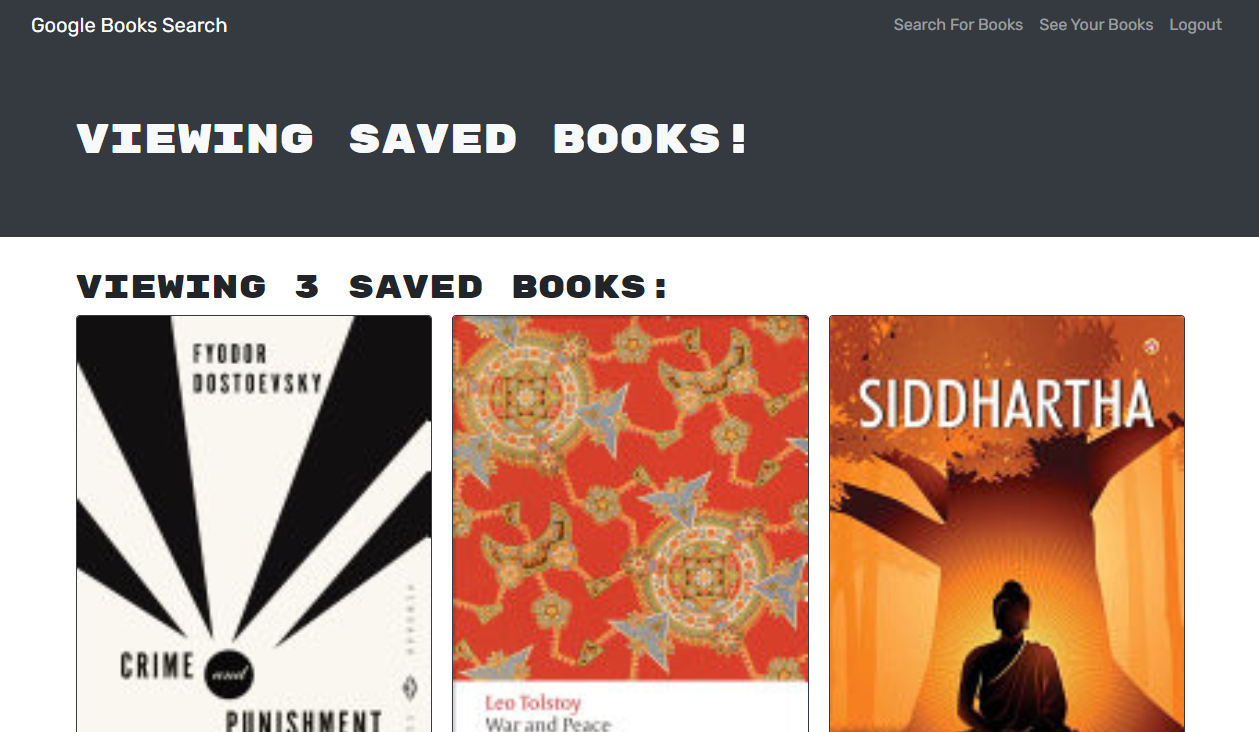 Google Books Search
Search For Books
See Your Books
Logout
VIEWING SAVED BOOKS!
VIEWING 3 SAVED BOOKS:
FYODOR
DOSTOEVSKY
CRIME and
PUNISHMENT
Leo Tolstoy
War and Peace
SIDDHARTHA